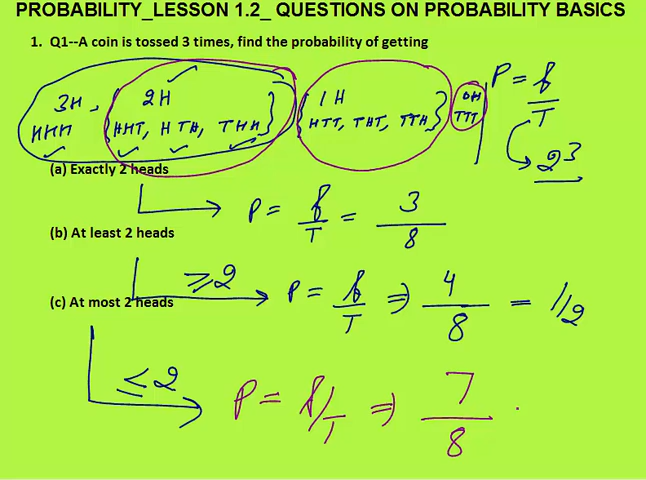 PROBABILITY_LESSON 1.2_ QUESTIONS ON PROBABILITY BASICS
1. Q1--A coin is tossed 3 times, find the probability of getting
3H, 2H 1H 0H P = f/T
HHH {HHT, HTH, THH} {HTT, THT, TTH} TTT 2³
(a) Exactly 2 heads
P = f/T = 3/8
(b) At least 2 heads
≥2 P = f/T ⇒ 4/8 = 1/2
(c) At most 2 heads
≤2 P = f/T ⇒ 7/8